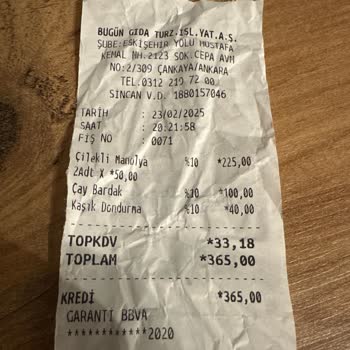 BUGÜN GIDA TURZ.İSL.YAT.A.Ş.
ŞUBE:ESKİŞEHİR YOLU MUSTAFA
KEMAL MH.2123 SOK.CEPA AVM
NO:2/309 ÇANKAYA/ANKARA
TEL:0312 219 72 00
SINCAN V.D. 1880157046
TARİH : 23/02/2025
SAAT : 20:21:58
FİŞ NO : 0071
Çilekli Manolya %10 *225,00
2Adt X *50,00
Çay Bardak %10 *100,00
Kaşık Dondurma %10 *40,00
TOPKDV *33,18
TOPLAM *365,00
KREDİ *365,00
GARANTI BBVA
************2020